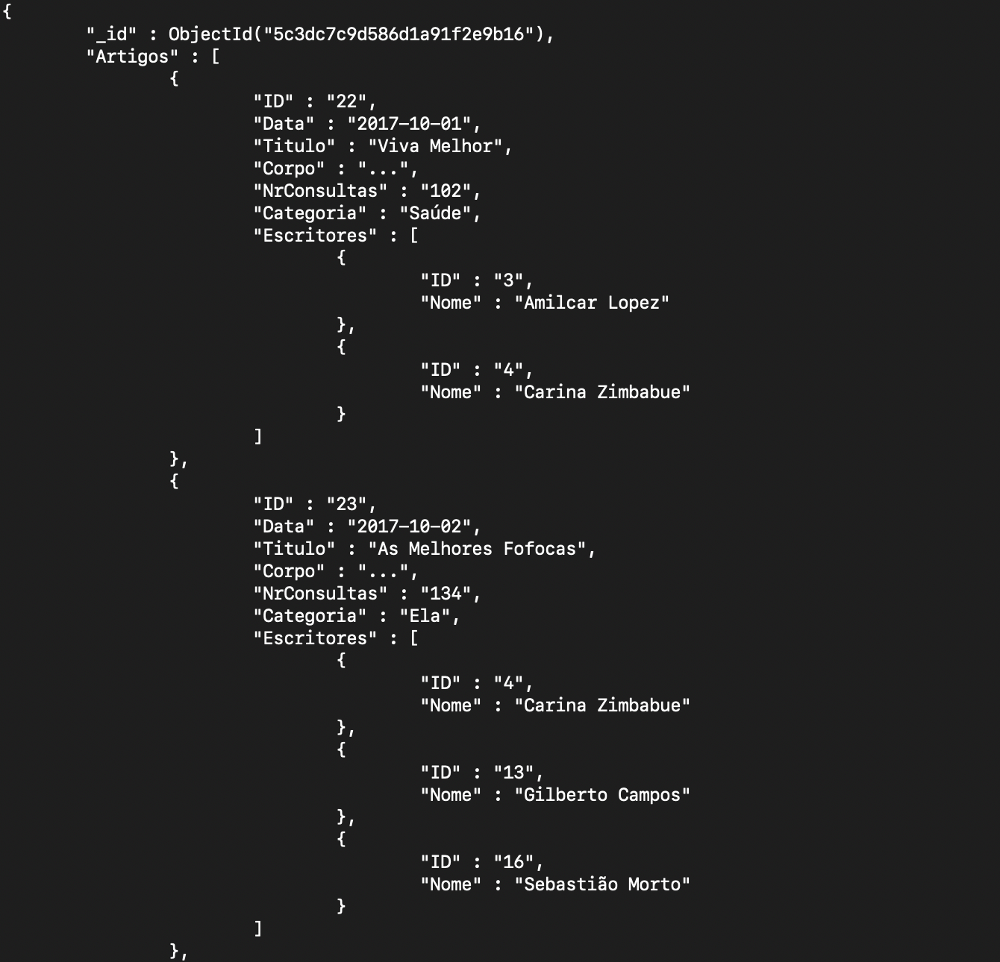 {
"_id" : ObjectId("5c3dc7c9d586d1a91f2e9b16"),
"Artigos" : [
{
"ID" : "22",
"Data" : "2017-10-01",
"Titulo" : "Viva Melhor",
"Corpo" : "...",
"NrConsultas" : "102",
"Categoria" : "Saúde",
"Escritores" : [
{
"ID" : "3",
"Nome" : "Amilcar Lopez"
},
{
"ID" : "4",
"Nome" : "Carina Zimbabue"
}
]
},
{
"ID" : "23",
"Data" : "2017-10-02",
"Titulo" : "As Melhores Fofocas",
"Corpo" : "...",
"NrConsultas" : "134",
"Categoria" : "Ela",
"Escritores" : [
{
"ID" : "4",
"Nome" : "Carina Zimbabue"
},
{
"ID" : "13",
"Nome" : "Gilberto Campos"
},
{
"ID" : "16",
"Nome" : "Sebastião Morto"
}
]
},